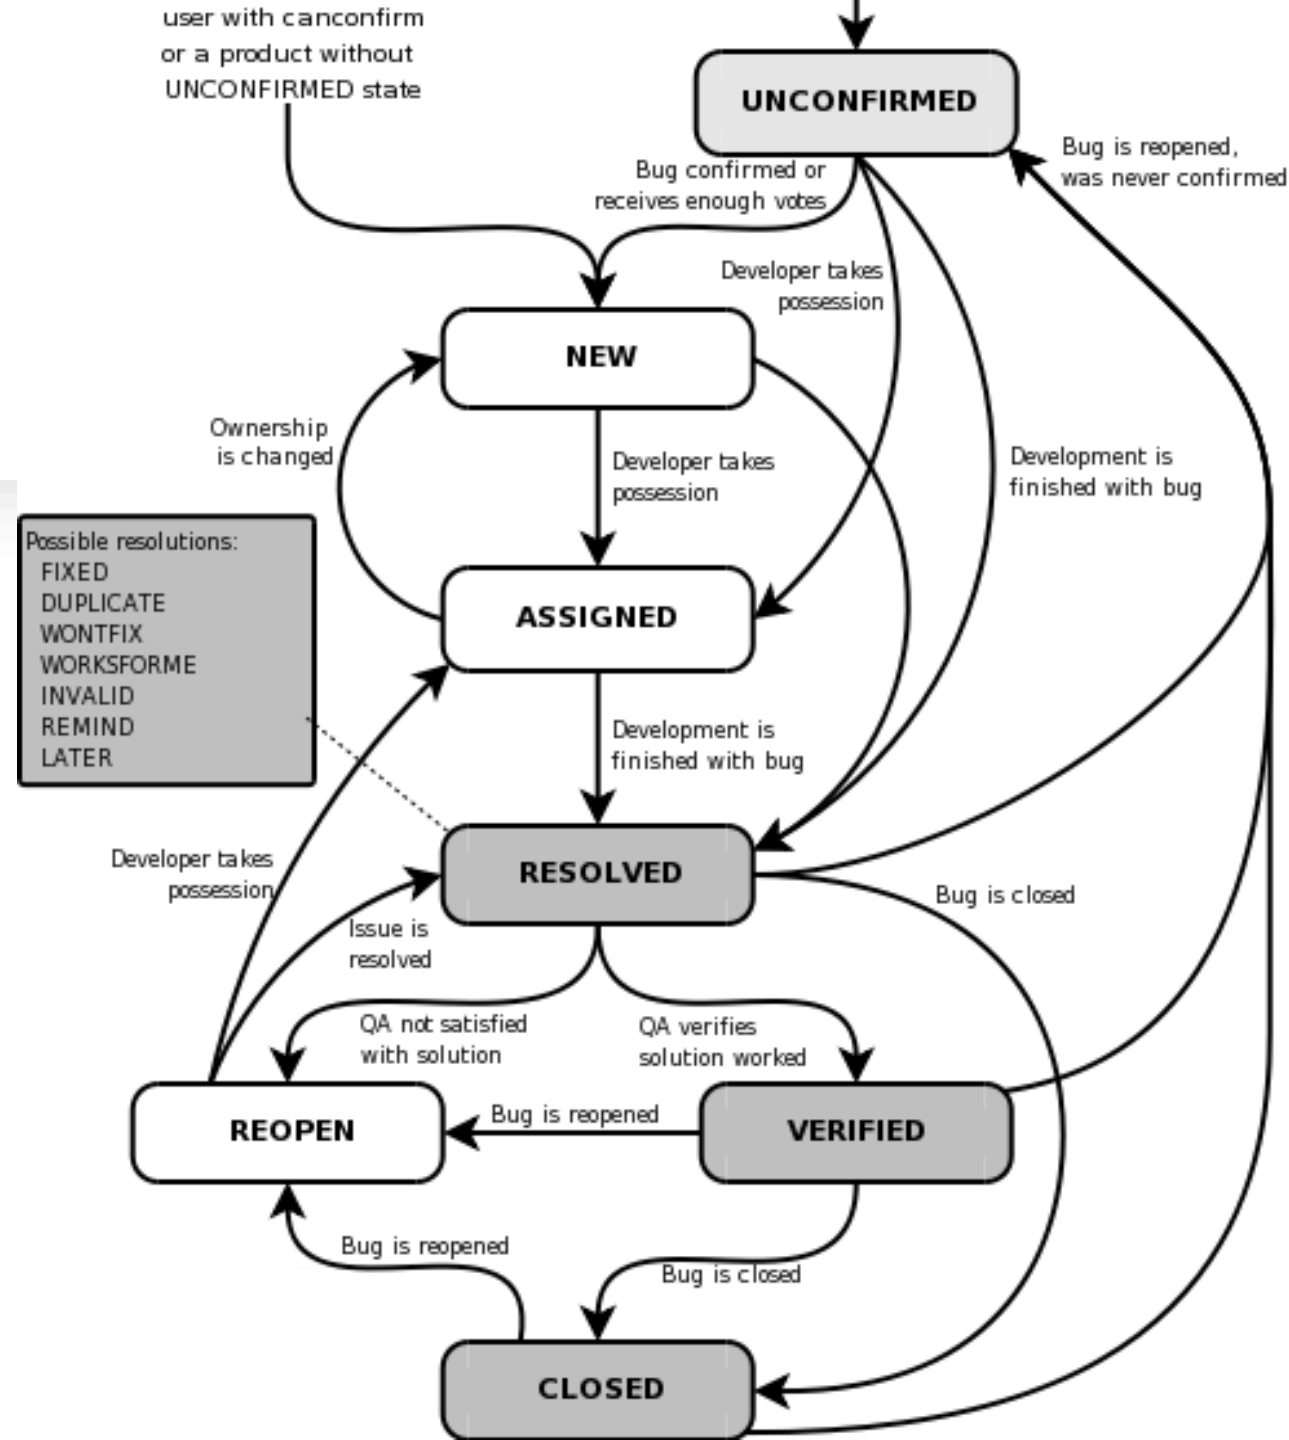 user with canconfirm
or a product without
UNCONFIRMED state
UNCONFIRMED
Bug is reopened,
was never confirmed
Bug confirmed or
receives enough votes
Developer takes
possession
NEW
Ownership
is changed
Developer takes
possession
Development is
finished with bug
Possible resolutions:
FIXED
DUPLICATE
WONTFIX
WORKSFORME
INVALID
REMIND
LATER
ASSIGNED
Development is
finished with bug
Developer takes
possession
RESOLVED
Bug is closed
Issue is
resolved
QA not satisfied
with solution
QA verifies
solution worked
REOPEN
Bug is reopened
VERIFIED
Bug is reopened
Bug is closed
CLOSED